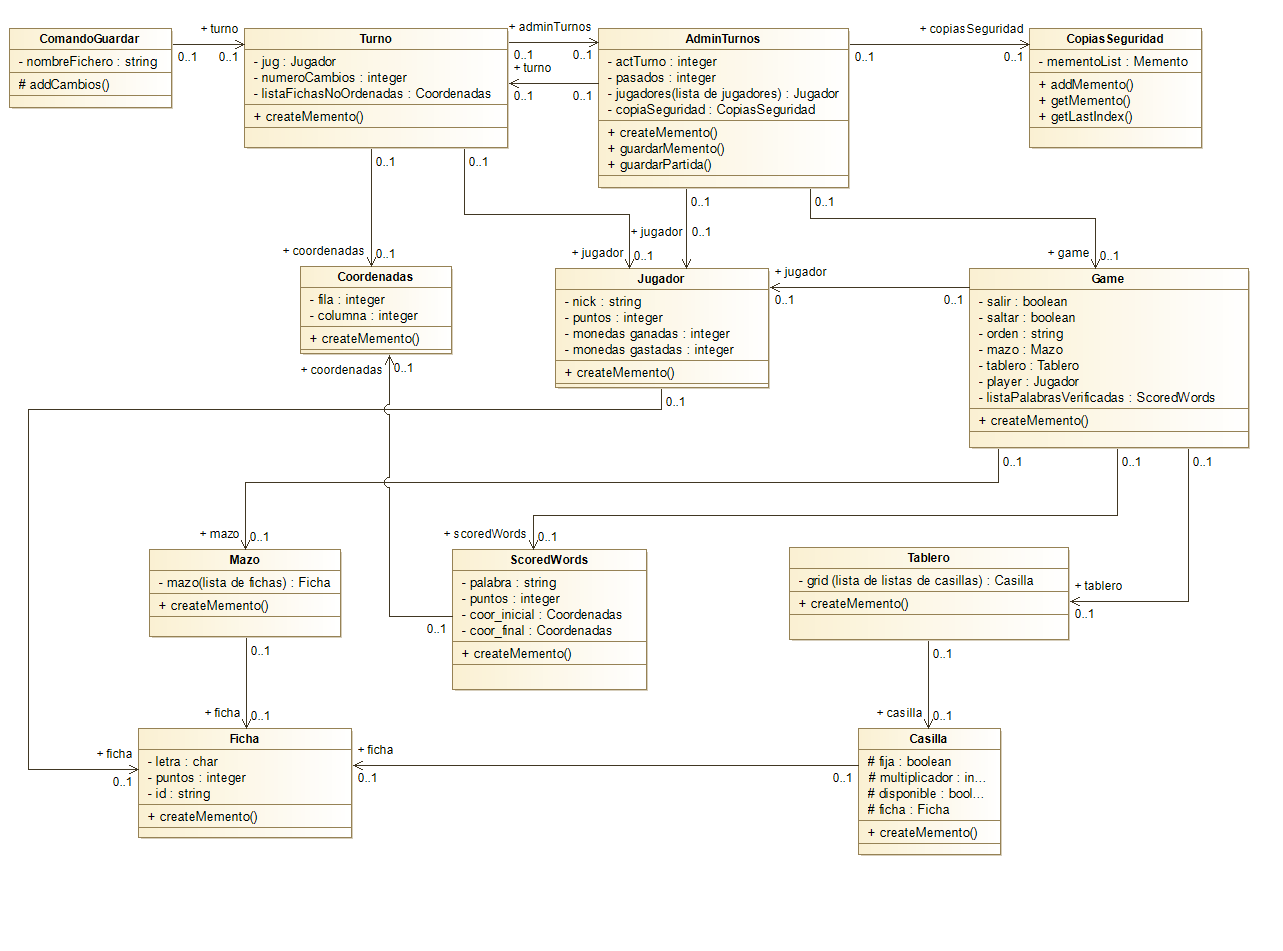 ComandoGuardar
- nombreFichero : string
# addCambios()
+ turno
0..1
0..1
Turno
- jug : Jugador
- numeroCambios : integer
- listaFichasNoOrdenadas : Coordenadas
+ createMemento()
+ adminTurnos
0..1
0..1
+ turno
0..1
0..1
AdminTurnos
- actTurno : integer
- pasados : integer
- jugadores(lista de jugadores) : Jugador
- copiaSeguridad : CopiasSeguridad
+ createMemento()
+ guardarMemento()
+ guardarPartida()
+ copiasSeguridad
0..1
0..1
CopiasSeguridad
- mementoList : Memento
+ addMemento()
+ getMemento()
+ getLastIndex()
0..1
0..1
0..1
0..1
+ coordenadas
0..1
+ jugador
0..1
+ jugador
0..1
+ game
0..1
Coordenadas
- fila : integer
- columna : integer
+ createMemento()
Jugador
- nick : string
- puntos : integer
- monedas ganadas : integer
- monedas gastadas : integer
+ createMemento()
+ jugador
0..1
0..1
Game
- salir : boolean
- saltar : boolean
- orden : string
- mazo : Mazo
- tablero : Tablero
- player : Jugador
- listaPalabrasVerificadas : ScoredWords
+ createMemento()
+ coordenadas
0..1
0..1
0..1
0..1
0..1
+ mazo
0..1
+ scoredWords
0..1
Mazo
- mazo(lista de fichas) : Ficha
+ createMemento()
ScoredWords
- palabra : string
- puntos : integer
- coor_inicial : Coordenadas
- coor_final : Coordenadas
+ createMemento()
0..1
Tablero
- grid (lista de listas de casillas) : Casilla
+ createMemento()
+ tablero
0..1
0..1
0..1
+ ficha
0..1
+ casilla
0..1
+ ficha
0..1
Ficha
- letra : char
- puntos : integer
- id : string
+ createMemento()
+ ficha
0..1
0..1
Casilla
# fija : boolean
# multiplicador : in...
# disponible : bool...
# ficha : Ficha
+ createMemento()